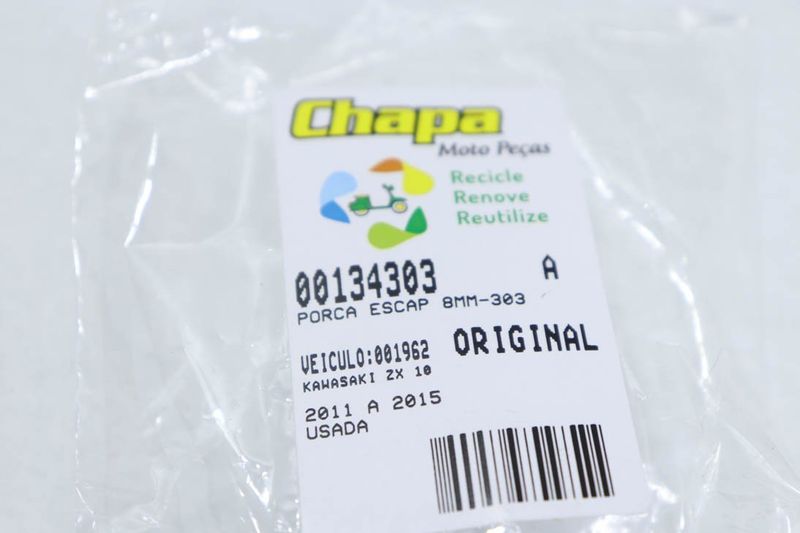 Chapa
Moto Peças
Recicle
Renove
Reutilize
00134303 A
PORCA ESCAP 8MM-303
VEICULO:001962 ORIGINAL
KAWASAKI ZX 10
2011 A 2015
USADA